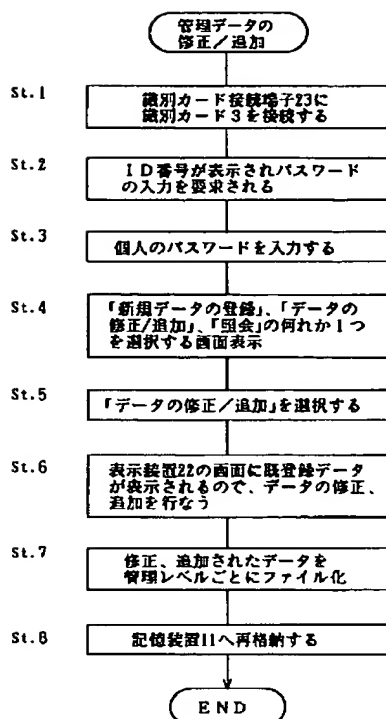 管理データの
修正／追加
St.1
識別カード接続端子23に
識別カード3を接続する
St.2
ID番号が表示されパスワード
の入力を要求される
St.3
個人のパスワードを入力する
St.4
「新規データの登録」、「データの
修正/追加」、「照会」の何れか1つ
を選択する画面表示
St.5
「データの修正／追加」を選択する
St.6
表示装置22の画面に既登録データ
が表示されるので、データの修正、
追加を行なう
St.7
修正、追加されたデータを
管理レベルごとにファイル化
St.8
記憶装置11へ再格納する
END